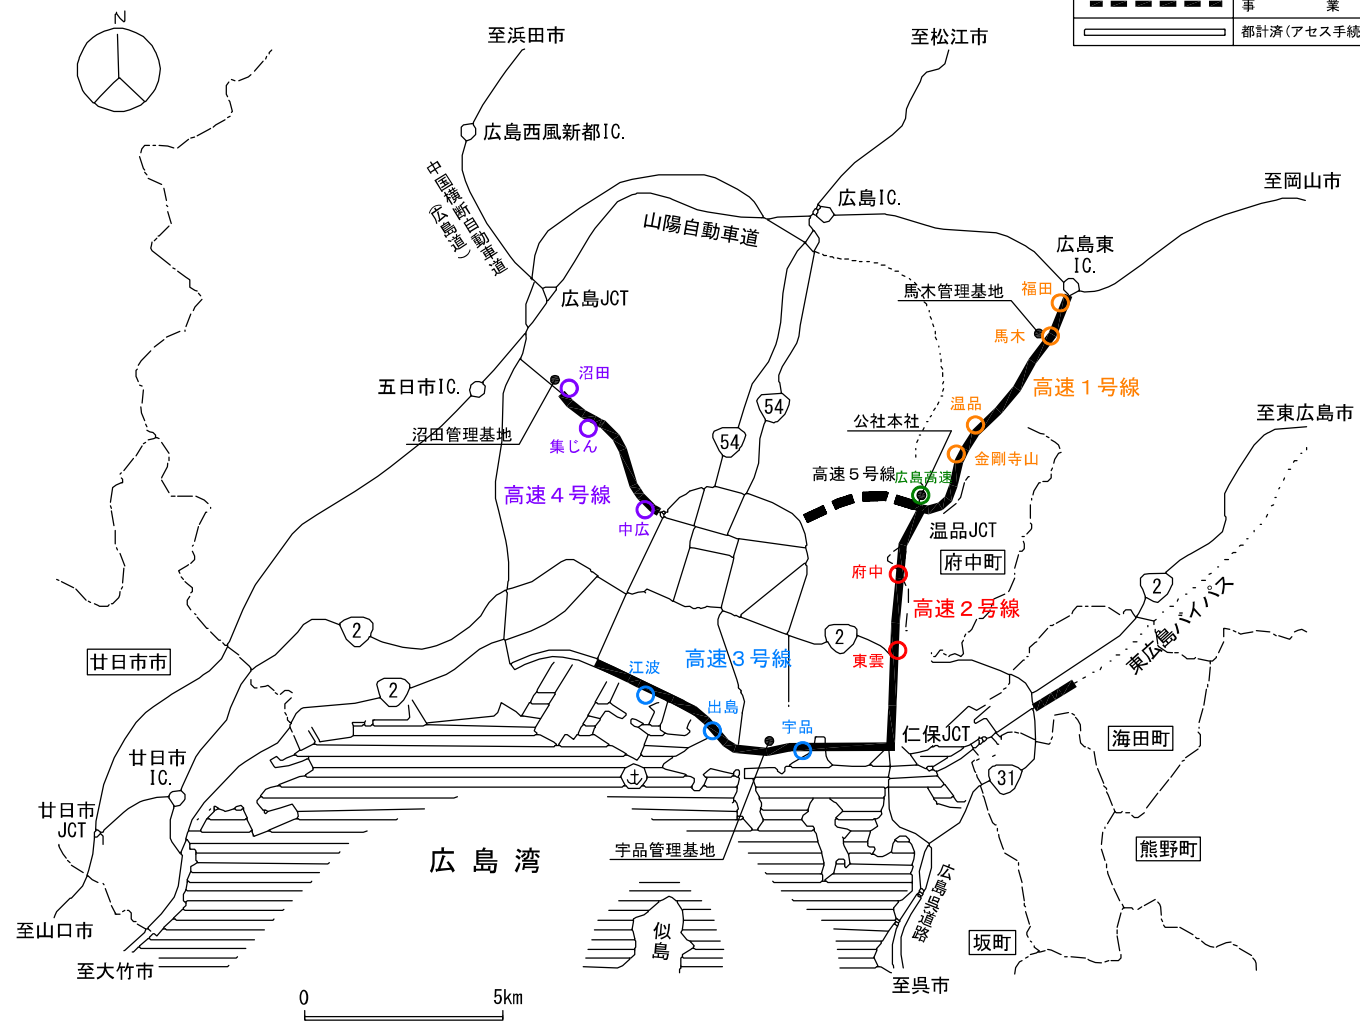 N
事 業
都計済(アセス手続
至浜田市
至松江市
至岡山市
広島西風新都IC.
中国横断自動車道
(広島道)
広島IC.
山陽自動車道
広島東
IC.
馬木管理基地
福田
馬木
広島JCT
五日市IC.
沼田
沼田管理基地
集じん
高速4号線
中広
54
54
高速1号線
温品
公社本社
金剛寺山
至東広島市
高速5号線
広島高速
温品JCT
府中町
府中
高速2号線
2
東広島バイパス
2
2
東雲
廿日市市
高速3号線
江波
2
出島
宇品
仁保JCT
海田町
31
廿日市
IC.
廿日市
JCT
広島湾
宇品管理基地
熊野町
広島呉道路
似島
坂町
至山口市
至大竹市
至呉市
0
5km